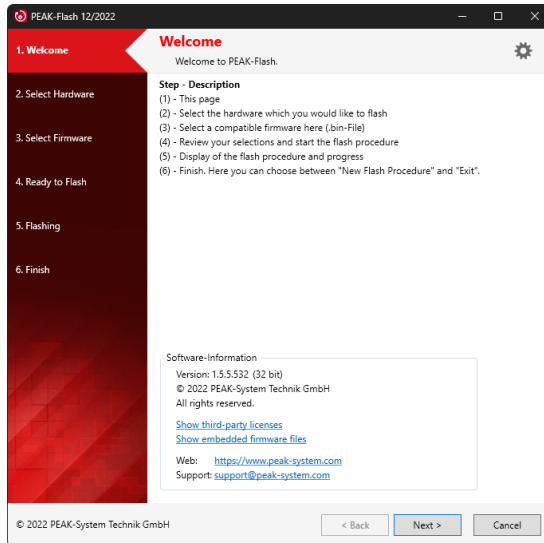 PEAK-Flash 12/2022
1. Welcome
2. Select Hardware
3. Select Firmware
4. Ready to Flash
5. Flashing
6. Finish
Welcome
Welcome to PEAK-Flash.
Step - Description
(1) - This page
(2) - Select the hardware which you would like to flash
(3) - Select a compatible firmware here (.bin-File)
(4) - Review your selections and start the flash procedure
(5) - Display of the flash procedure and progress
(6) - Finish. Here you can choose between "New Flash Procedure" and "Exit".
Software-Information
Version: 1.5.5.532 (32 bit)
© 2022 PEAK-System Technik GmbH
All rights reserved.
Show third-party licenses
Show embedded firmware files
Web: https://www.peak-system.com
Support: support@peak-system.com
© 2022 PEAK-System Technik GmbH
< Back Next > Cancel